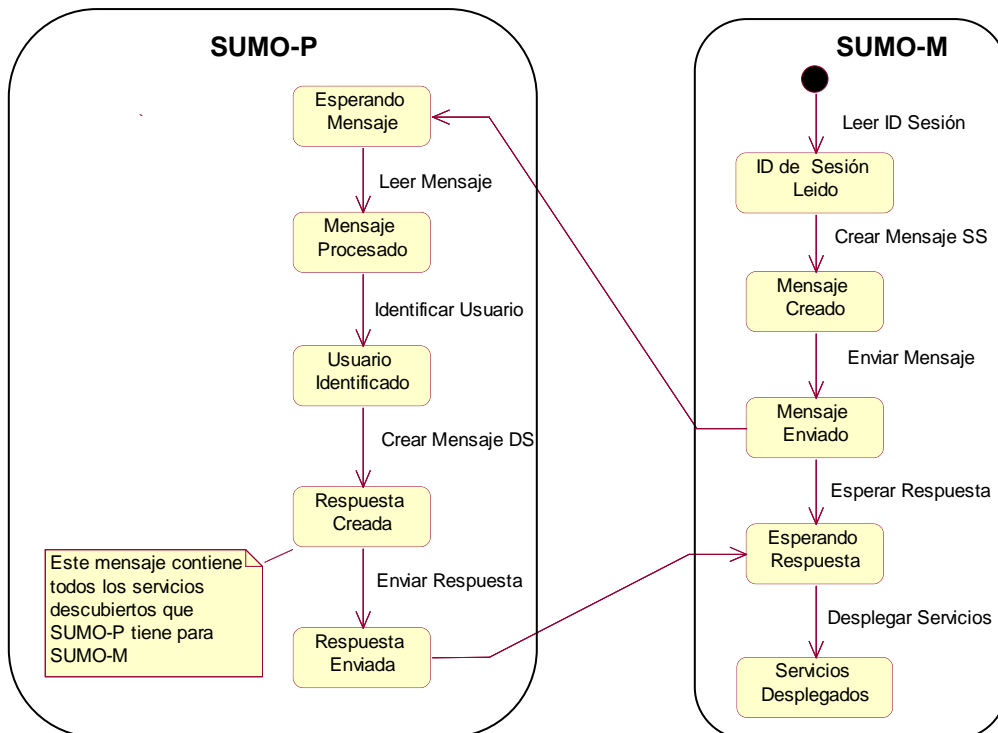 SUMO-P
Esperando
Mensaje
Leer Mensaje
Mensaje
Procesado
Identificar Usuario
Usuario
Identificado
Crear Mensaje DS
Respuesta
Creada
Este mensaje contiene
todos los servicios
descubiertos que
SUMO-P tiene para
SUMO-M
Enviar Respuesta
Respuesta
Enviada
SUMO-M
Leer ID Sesión
ID de Sesión
Leido
Crear Mensaje SS
Mensaje
Creado
Enviar Mensaje
Mensaje
Enviado
Esperar Respuesta
Esperando
Respuesta
Desplegar Servicios
Servicios
Desplegados